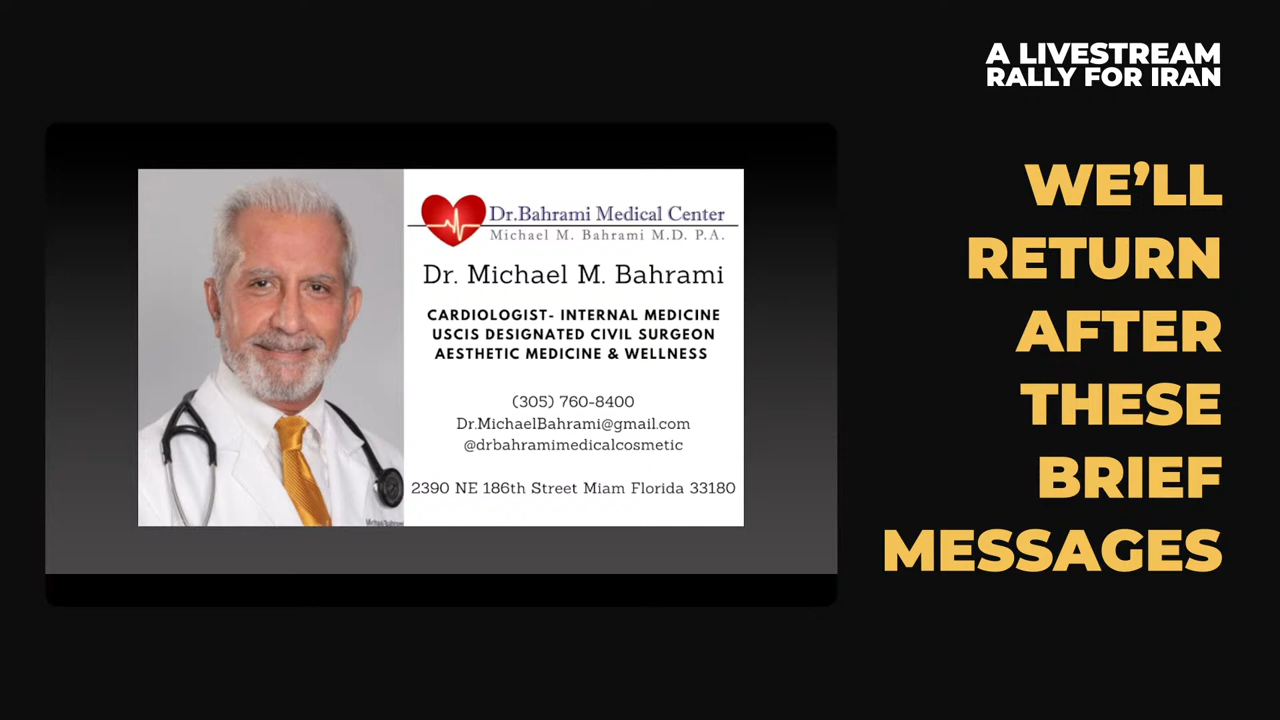 A LIVESTREAM
RALLY FOR IRAN
WE'LL
RETURN
AFTER
THESE
BRIEF
MESSAGES
Dr.Bahrami Medical Center
Michael M. Bahrami M.D. P.A.
Dr. Michael M. Bahrami
CARDIOLOGIST- INTERNAL MEDICINE
USCIS DESIGNATED CIVIL SURGEON
AESTHETIC MEDICINE & WELLNESS
(305) 760-8400
Dr.MichaelBahrami@gmail.com
@drbahramimedicalcosmetic
2390 NE 186th Street Miam Florida 33180